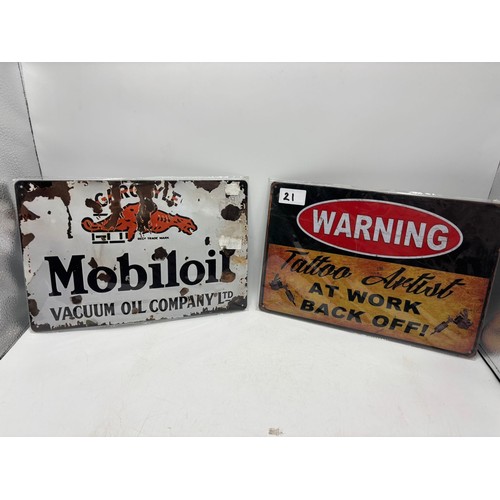 GARGOYLE
Mobiloil
VACUUM OIL COMPANY LTD
21
WARNING
Tattoo Artist
AT WORK
BACK OFF!